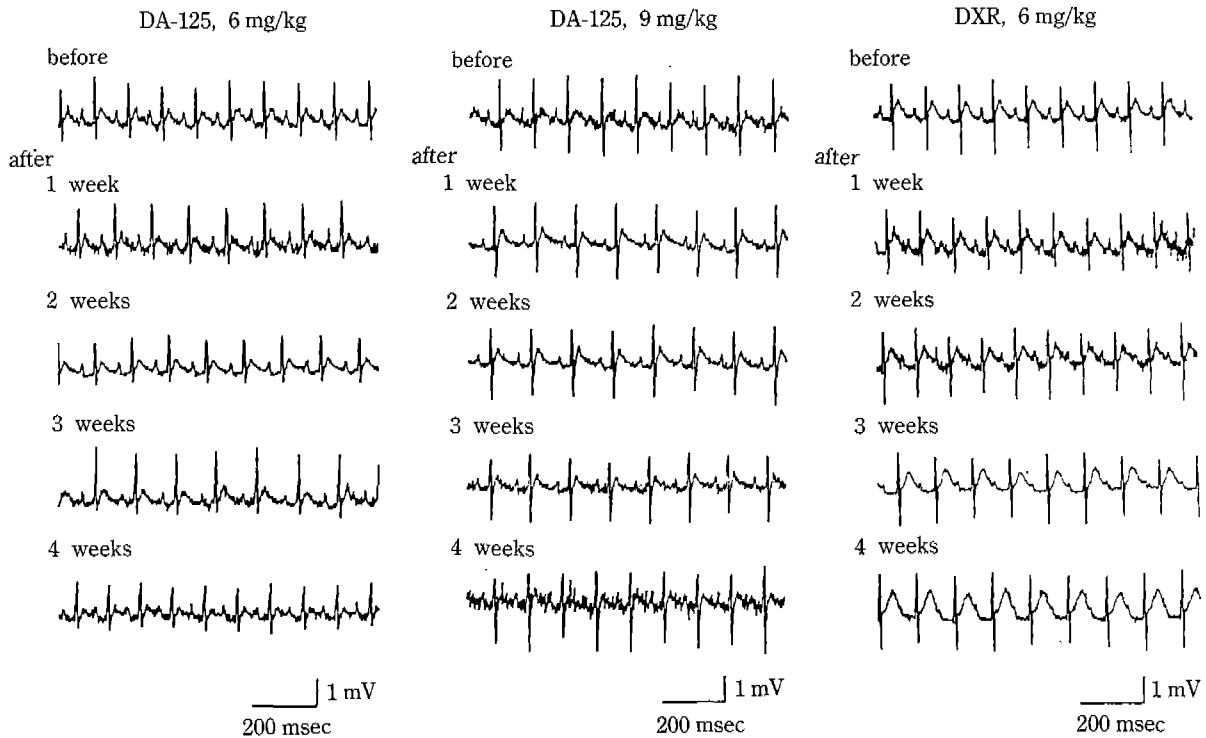 DA-125, 6 mg/kg
before
after
1 week
2 weeks
3 weeks
4 weeks
1 mV
200 msec
DA-125, 9 mg/kg
before
after
1 week
2 weeks
3 weeks
4 weeks
1 mV
200 msec
DXR, 6 mg/kg
before
after
1 week
2 weeks
3 weeks
4 weeks
1 mV
200 msec